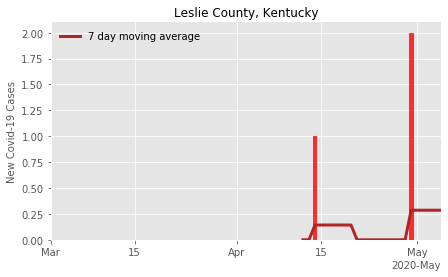 Leslie County, Kentucky
7 day moving average
New Covid-19 Cases
2.00
1.75
1.50
1.25
1.00
0.75
0.50
0.25
0.00
Mar 15 Apr 15 May
2020-May